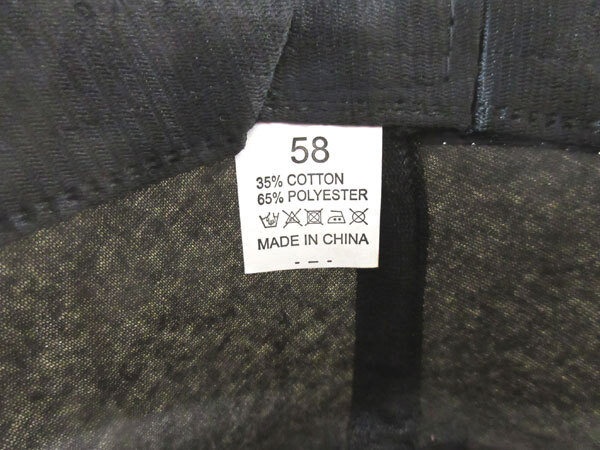 58
35% COTTON
65% POLYESTER
MADE IN CHINA